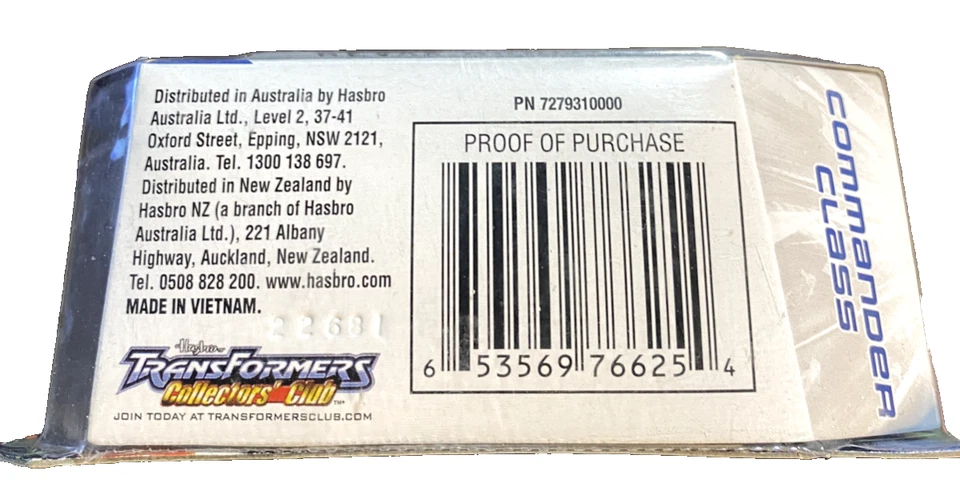 Distributed in Australia by Hasbro
Australia Ltd., Level 2, 37-41
Oxford Street, Epping, NSW 2121,
Australia. Tel. 1300 138 697.
Distributed in New Zealand by
Hasbro NZ (a branch of Hasbro
Australia Ltd.), 221 Albany
Highway, Auckland, New Zealand.
Tel. 0508 828 200. www.hasbro.com
MADE IN VIETNAM.
22681
Hasbro
TRANSFORMERS
Collectors' Club™
JOIN TODAY AT TRANSFORMERSCLUB.COM
PN 7279310000
PROOF OF PURCHASE
6 53569 76625 4
COMMANDER
CLASS